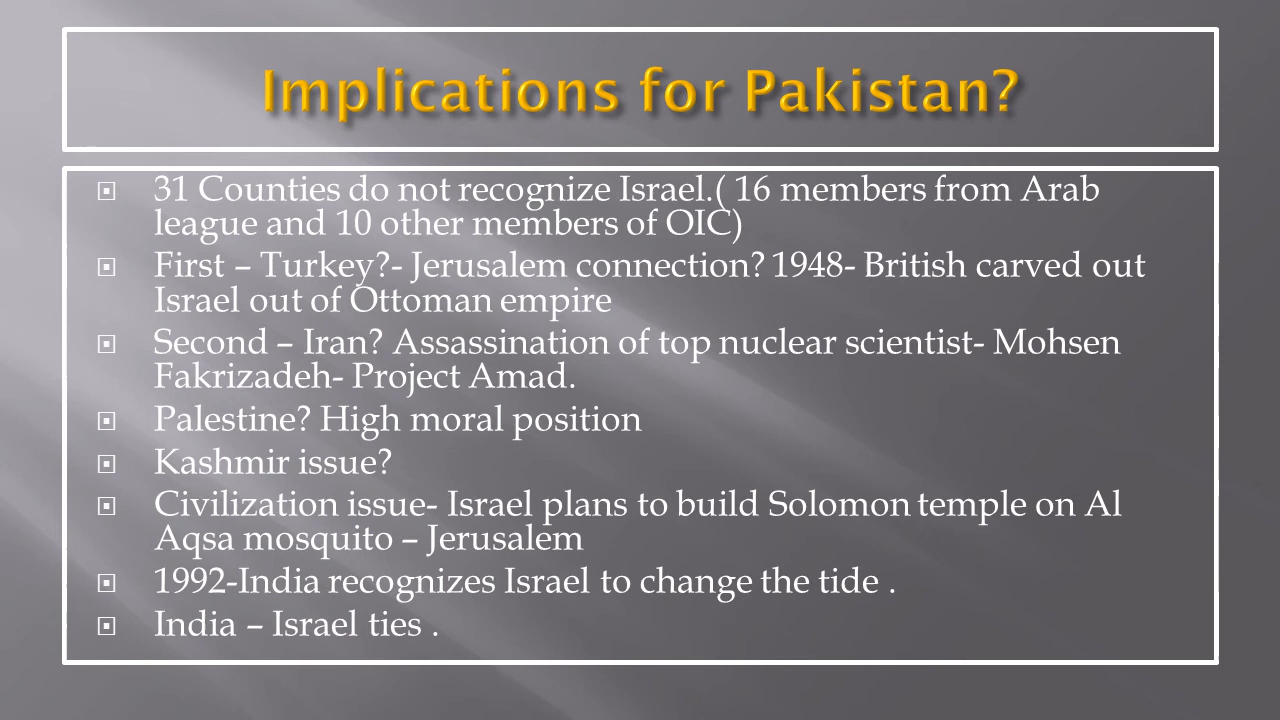 Implications for Pakistan?
31 Counties do not recognize Israel.( 16 members from Arab
league and 10 other members of OIC)
First – Turkey?- Jerusalem connection? 1948- British carved out
Israel out of Ottoman empire
Second – Iran? Assassination of top nuclear scientist- Mohsen
Fakrizadeh- Project Amad.
Palestine? High moral position
Kashmir issue?
Civilization issue- Israel plans to build Solomon temple on Al
Aqsa mosquito – Jerusalem
1992-India recognizes Israel to change the tide .
India – Israel ties .